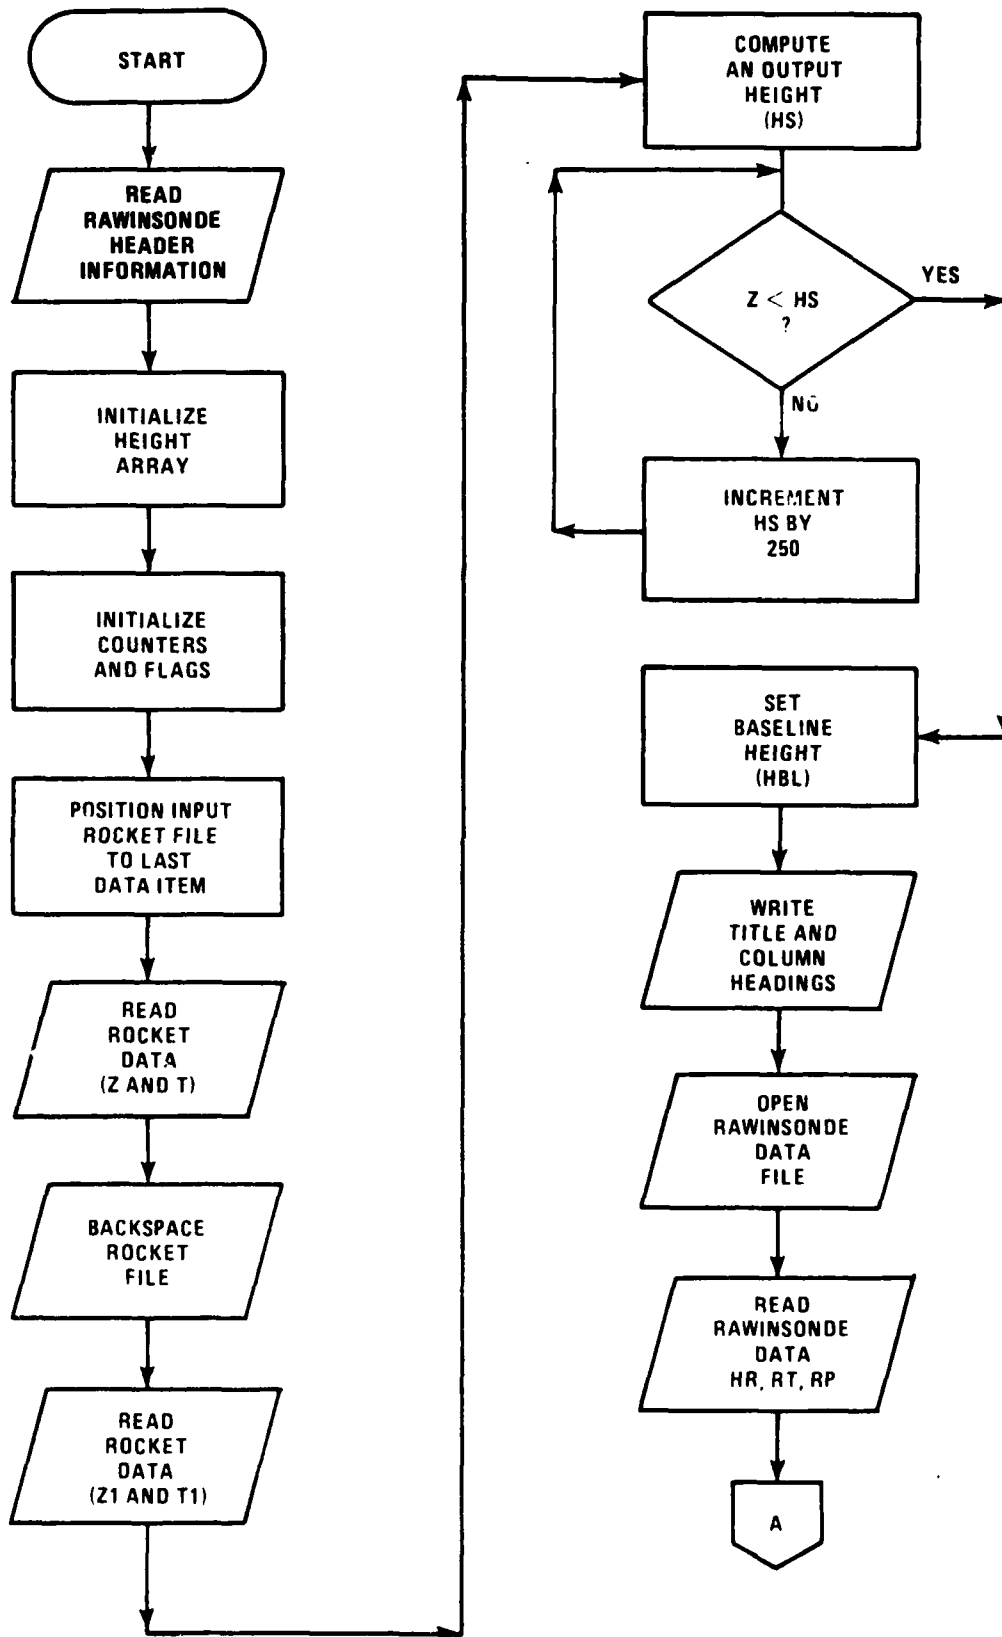 START
READ
RAWINSONDE
HEADER
INFORMATION
INITIALIZE
HEIGHT
ARRAY
INITIALIZE
COUNTERS
AND FLAGS
POSITION INPUT
ROCKET FILE
TO LAST
DATA ITEM
READ
ROCKET
DATA
(Z AND T)
BACKSPACE
ROCKET
FILE
READ
ROCKET
DATA
(Z1 AND T1)
COMPUTE
AN OUTPUT
HEIGHT
(HS)
Z < HS
?
YES
NO
INCREMENT
HS BY
250
SET
BASELINE
HEIGHT
(HBL)
WRITE
TITLE AND
COLUMN
HEADINGS
OPEN
RAWINSONDE
DATA
FILE
READ
RAWINSONDE
DATA
HR, RT, RP
A